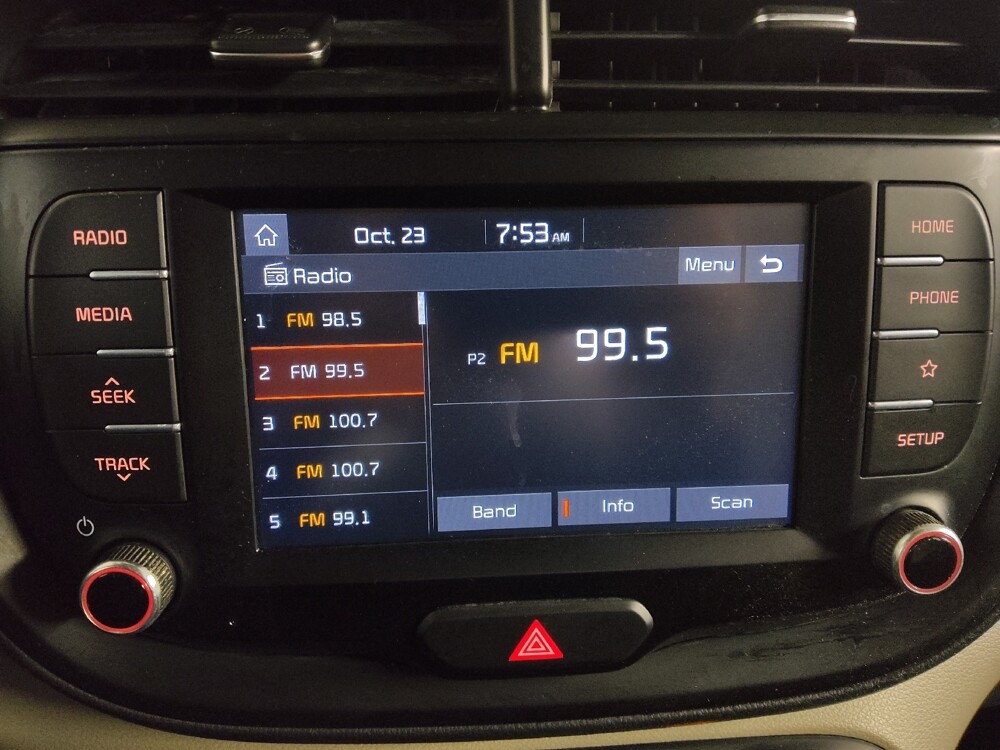 RADIO
MEDIA
SEEK
TRACK
Oct. 23
7:53 AM
Radio
Menu
1 FM 98.5
2 FM 99.5
3 FM 100.7
4 FM 100.7
5 FM 99.1
P2 FM 99.5
Band
Info
Scan
HOME
PHONE
SETUP